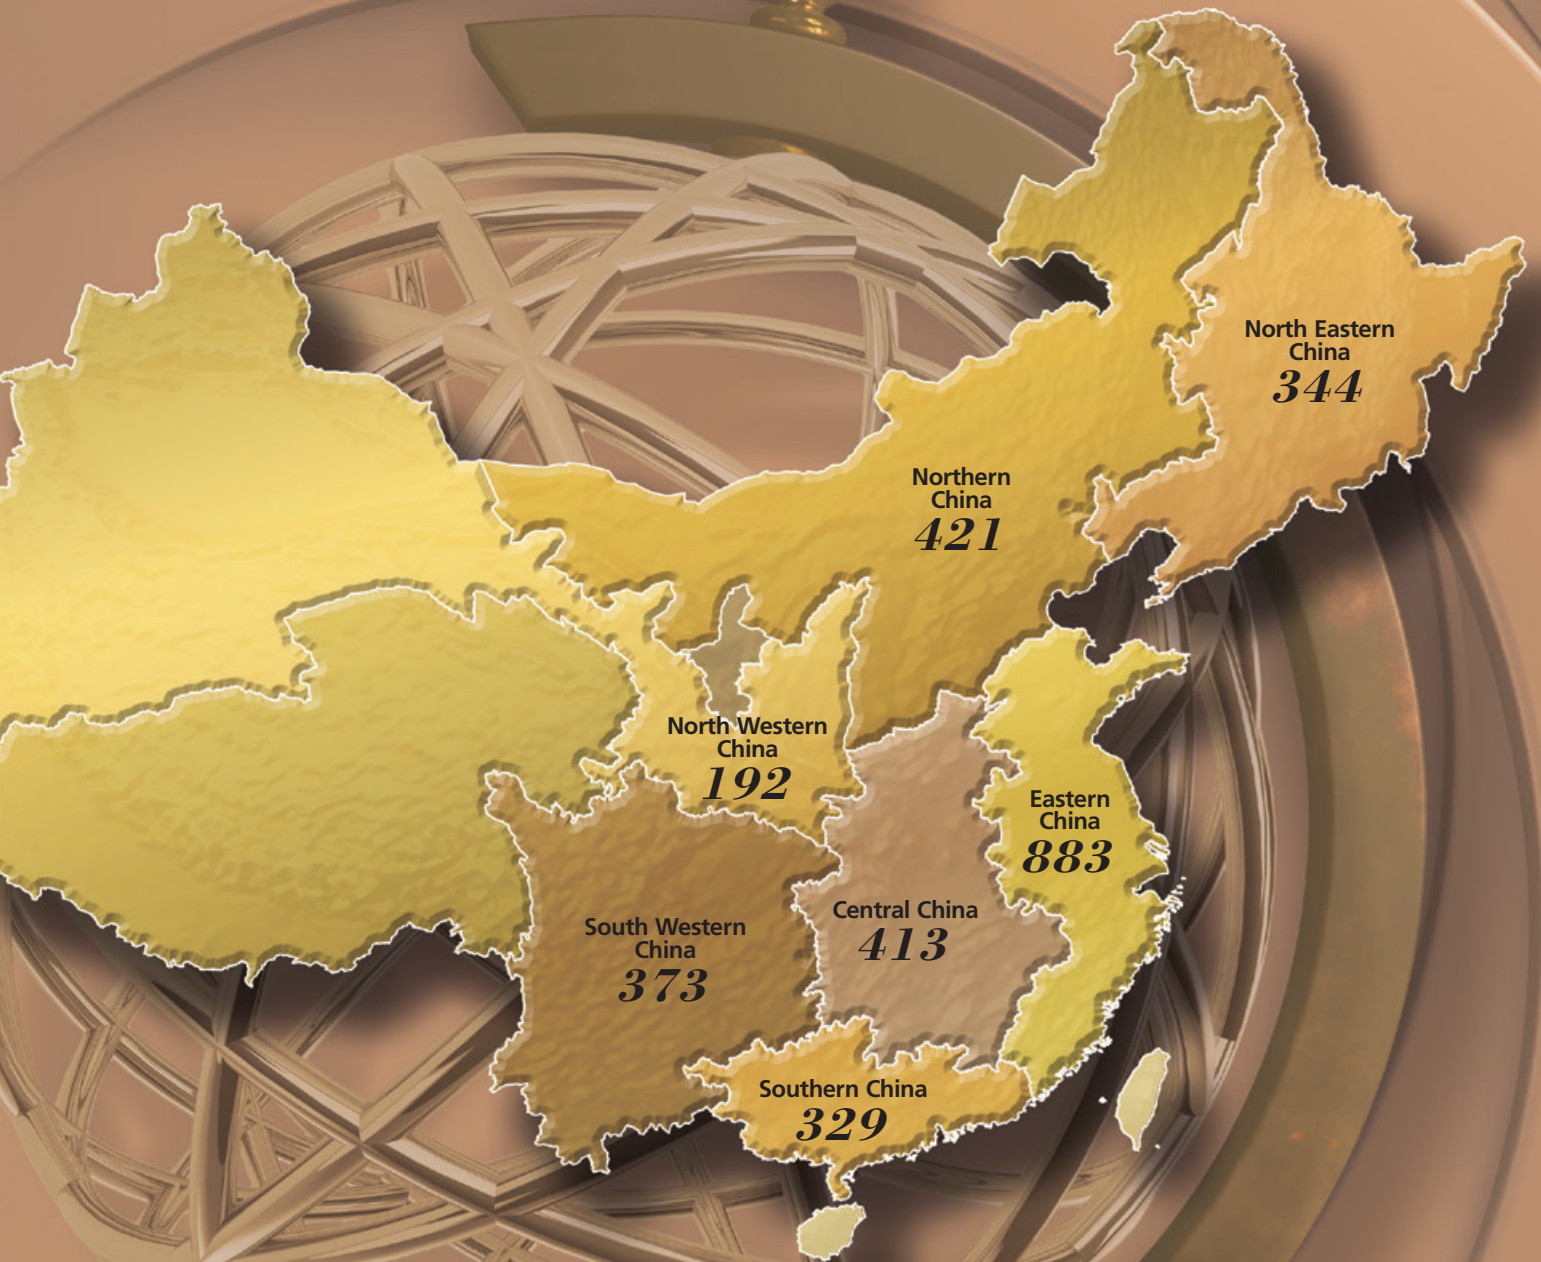 North Eastern
China
344
Northern
China
421
North Western
China
192
Eastern
China
883
Central China
413
South Western
China
373
Southern China
329